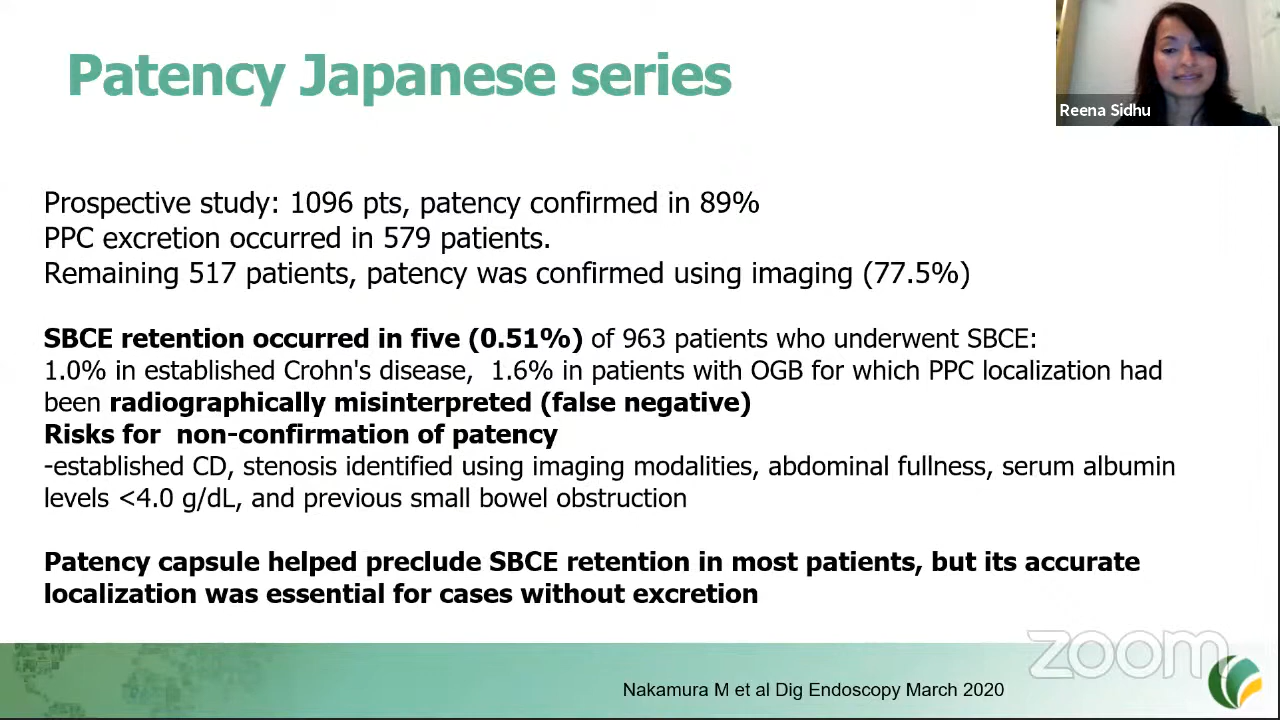 Patency Japanese series
Reena Sidhu
Prospective study: 1096 pts, patency confirmed in 89%
PPC excretion occurred in 579 patients.
Remaining 517 patients, patency was confirmed using imaging (77.5%)
SBCE retention occurred in five (0.51%) of 963 patients who underwent SBCE:
1.0% in established Crohn's disease,  1.6% in patients with OGB for which PPC localization had
been radiographically misinterpreted (false negative)
Risks for  non-confirmation of patency
-established CD, stenosis identified using imaging modalities, abdominal fullness, serum albumin
levels <4.0 g/dL, and previous small bowel obstruction
Patency capsule helped preclude SBCE retention in most patients, but its accurate
localization was essential for cases without excretion
zoom
Nakamura M et al Dig Endoscopy March 2020